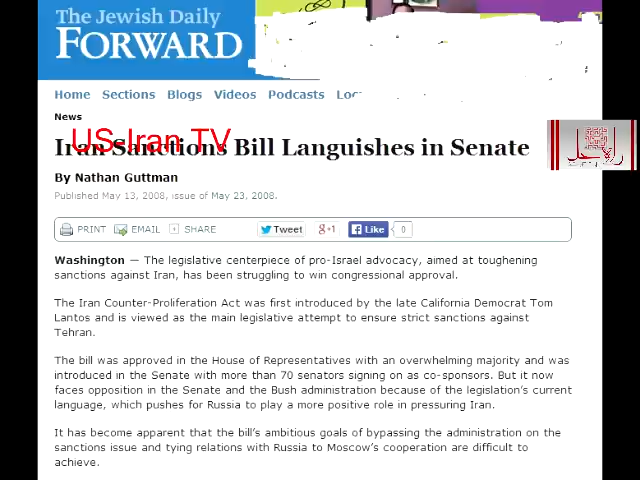 The Jewish Daily
FORWARD
Home Sections Blogs Videos Podcasts
News
US-Iran TV
Iran Sanctions Bill Languishes in Senate
By Nathan Guttman
Published May 13, 2008, issue of May 23, 2008.
PRINT EMAIL SHARE Tweet +1 Like 0
Washington — The legislative centerpiece of pro-Israel advocacy, aimed at toughening
sanctions against Iran, has been struggling to win congressional approval.
The Iran Counter-Proliferation Act was first introduced by the late California Democrat Tom
Lantos and is viewed as the main legislative attempt to ensure strict sanctions against
Tehran.
The bill was approved in the House of Representatives with an overwhelming majority and was
introduced in the Senate with more than 70 senators signing on as co-sponsors. But it now
faces opposition in the Senate and the Bush administration because of the legislation's current
language, which pushes for Russia to play a more positive role in pressuring Iran.
It has become apparent that the bill's ambitious goals of bypassing the administration on the
sanctions issue and tying relations with Russia to Moscow's cooperation are difficult to
achieve.